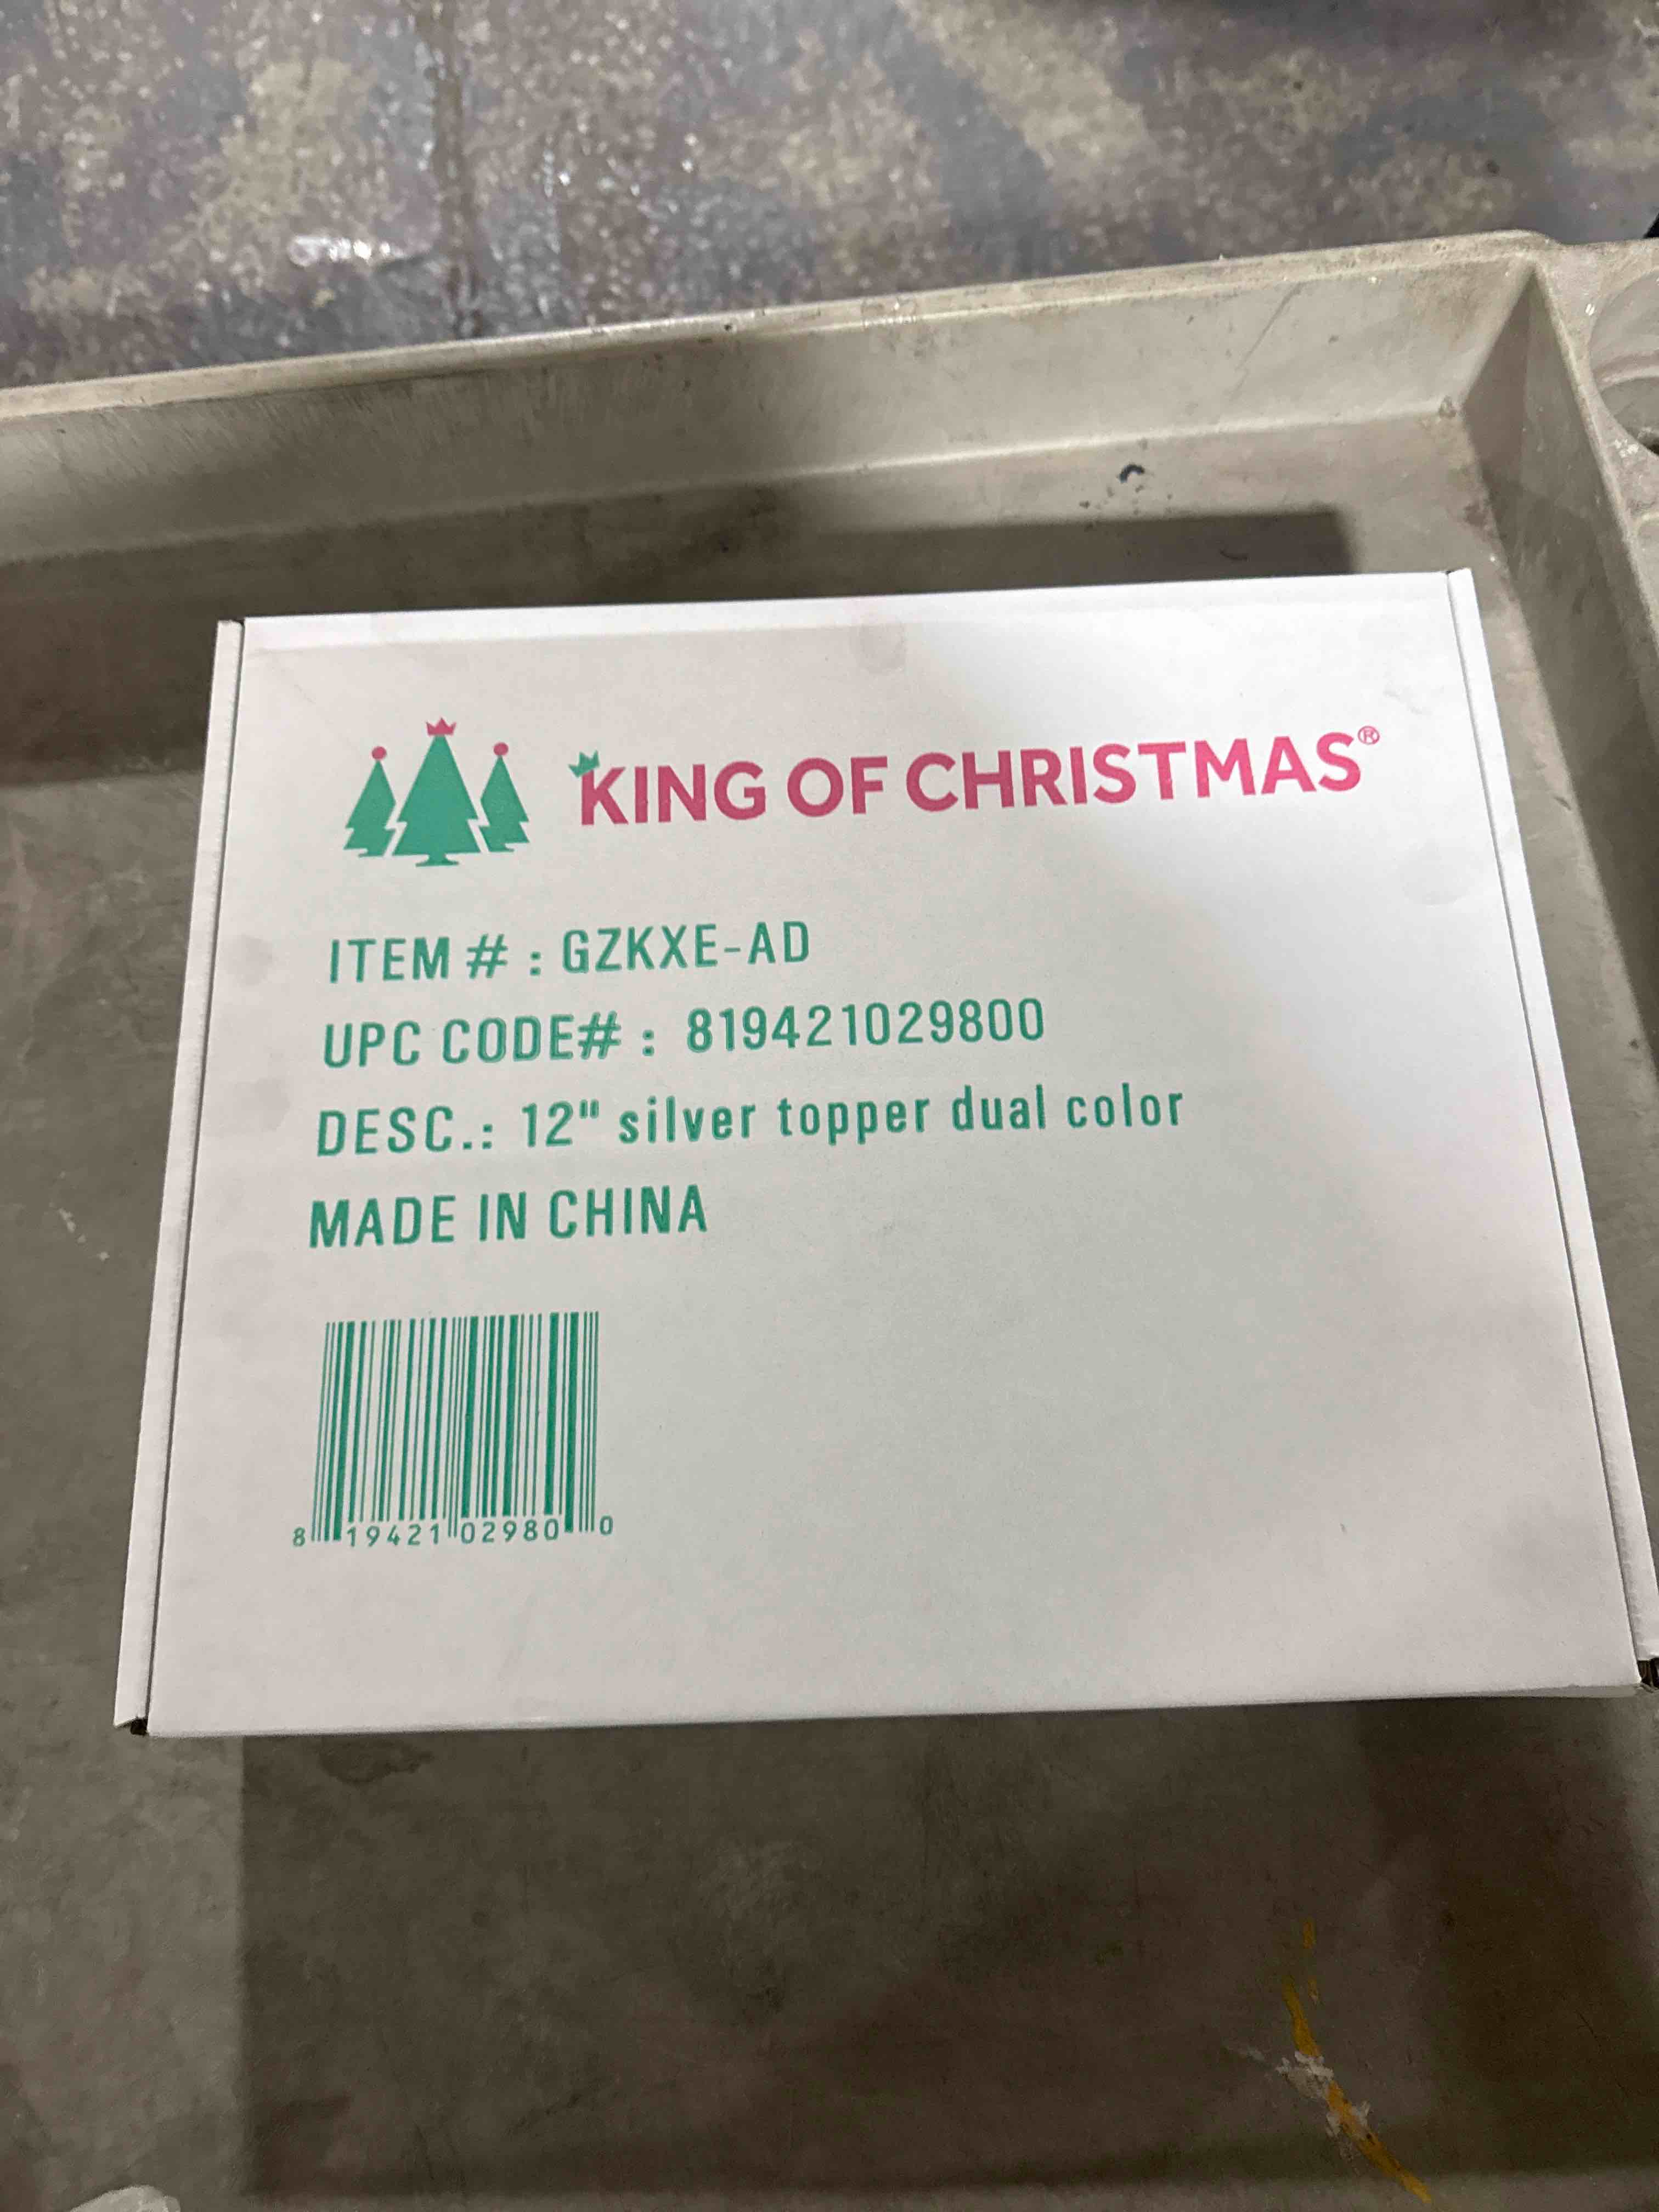 KING OF CHRISTMAS®
ITEM # : GZKXE-AD
UPC CODE# : 819421029800
DESC.: 12" silver topper dual color
MADE IN CHINA
8 19421 02980 0